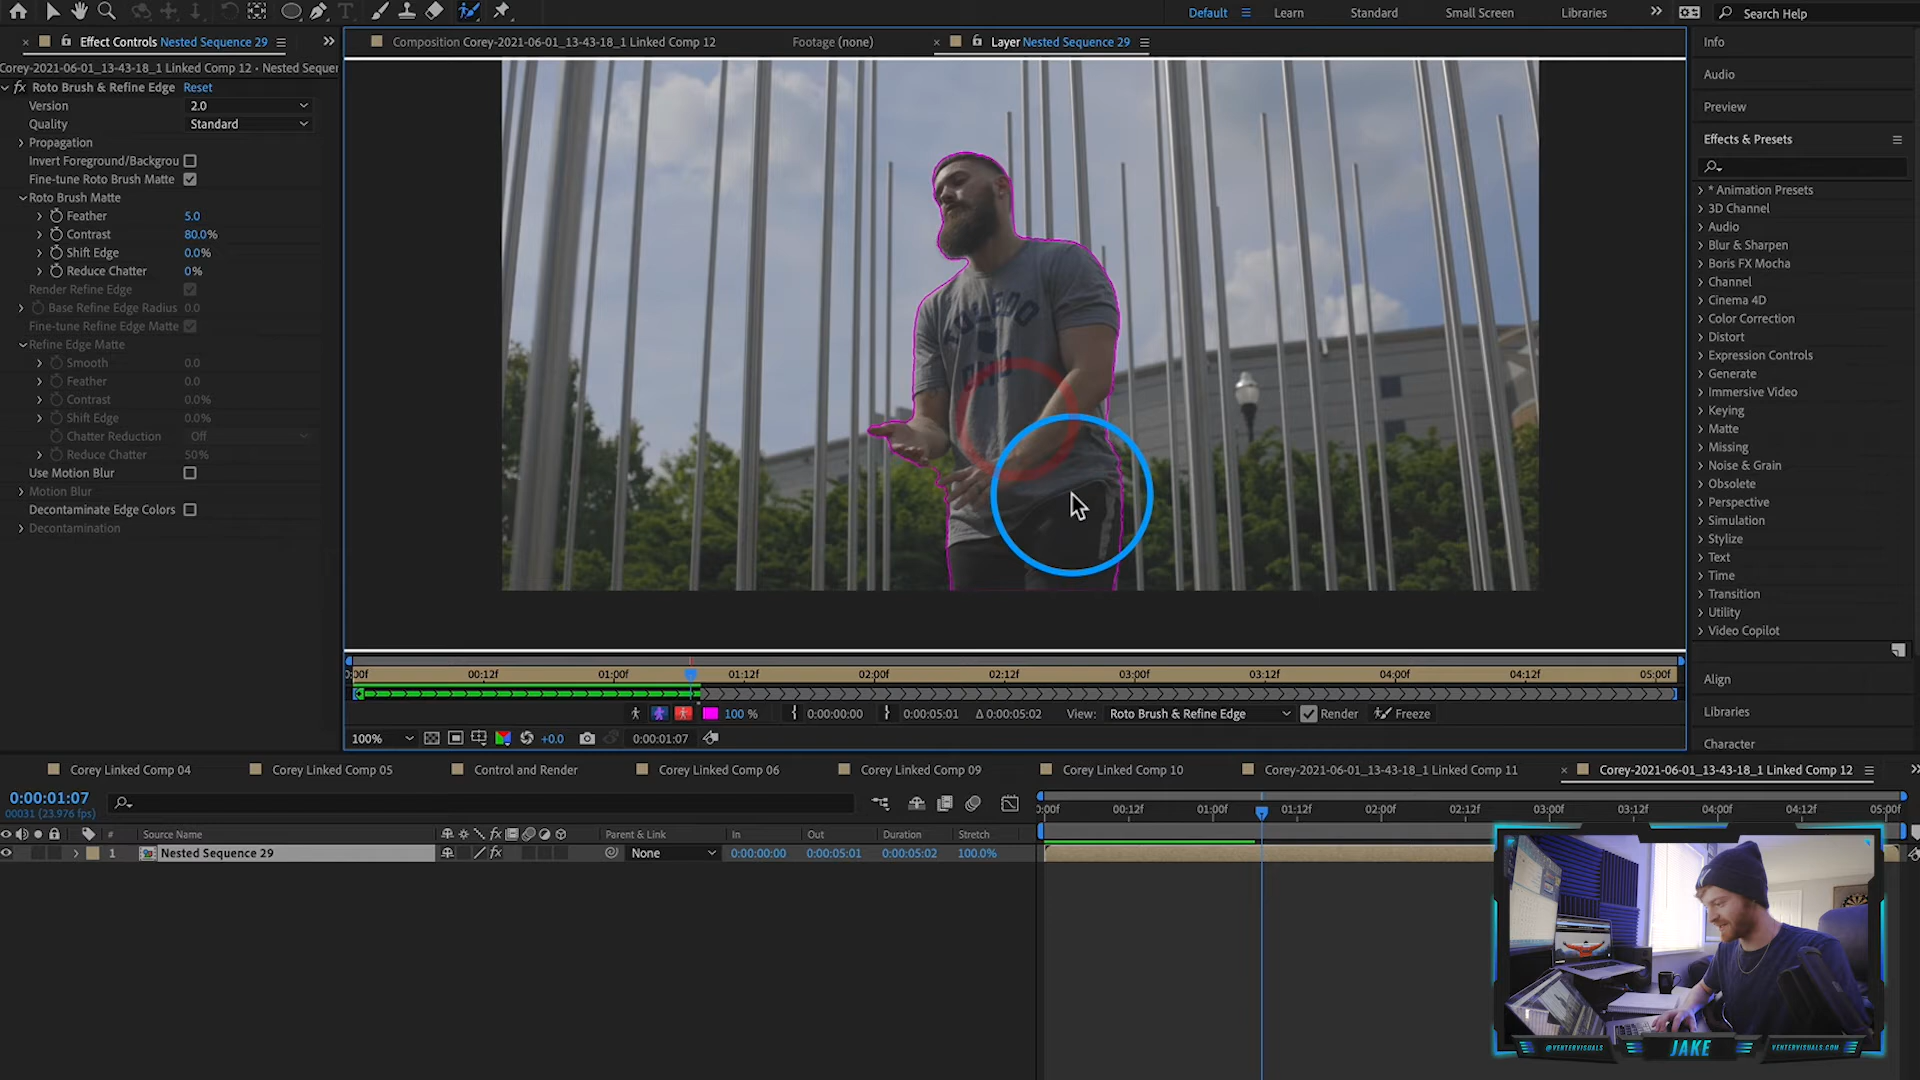 Default
Learn
Standard
Small Screen
Libraries
Search Help
Effect Controls Nested Sequence 29
Composition Corey-2021-06-01_13-43-18_1 Linked Comp 12
Footage (none)
Layer Nested Sequence 29
Info
Corey-2021-06-01_13-43-18_1 Linked Comp 12 • Nested Sequer
Roto Brush & Refine Edge Reset
Version 2.0
Quality Standard
Propagation
Invert Foreground/Backgrou
Fine-tune Roto Brush Matte
Roto Brush Matte
Feather 5.0
Contrast 80.0%
Shift Edge 0.0%
Reduce Chatter 0%
Render Refine Edge
Base Refine Edge Radius 0.0
Fine-tune Refine Edge Matte
Refine Edge Matte
Smooth 0.0
Feather 0.0
Contrast 0.0%
Shift Edge 0.0%
Chatter Reduction Off
Reduce Chatter 50%
Use Motion Blur
Motion Blur
Decontaminate Edge Colors
Decontamination
TOLEDO
OHIO
Audio
Preview
Effects & Presets
* Animation Presets
3D Channel
Audio
Blur & Sharpen
Boris FX Mocha
Channel
Cinema 4D
Color Correction
Distort
Expression Controls
Generate
Immersive Video
Keying
Matte
Missing
Noise & Grain
Obsolete
Perspective
Simulation
Stylize
Text
Time
Transition
Utility
Video Copilot
Align
Libraries
Character
:00f 00:12f 01:00f 01:12f 02:00f 02:12f 03:00f 03:12f 04:00f 04:12f 05:00f
100 % 0:00:00:00 0:00:05:01 Δ 0:00:05:02 View: Roto Brush & Refine Edge Render Freeze
100% +0.0 0:00:01:07
Corey Linked Comp 04
Corey Linked Comp 05
Control and Render
Corey Linked Comp 06
Corey Linked Comp 09
Corey Linked Comp 10
Corey-2021-06-01_13-43-18_1 Linked Comp 11
Corey-2021-06-01_13-43-18_1 Linked Comp 12
0:00:01:07
00031 (23.976 fps)
:00f 00:12f 01:00f 01:12f 02:00f 02:12f 03:00f 03:12f 04:00f 04:12f 05:00f
# Source Name fx Parent & Link In Out Duration Stretch
1 Nested Sequence 29 fx None 0:00:00:00 0:00:05:01 0:00:05:02 100.0%
@VENTERVISUALS JAKE VENTERVISUALS.COM